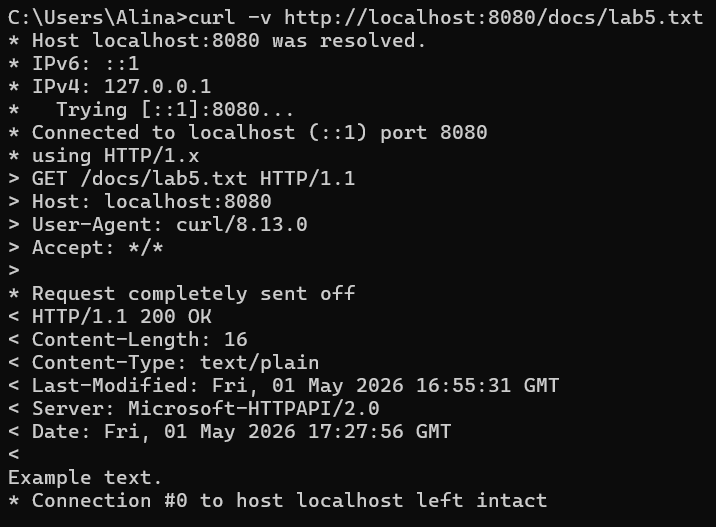 C:\Users\Alina>curl -v http://localhost:8080/docs/lab5.txt
* Host localhost:8080 was resolved.
* IPv6: ::1
* IPv4: 127.0.0.1
*   Trying [::1]:8080...
* Connected to localhost (::1) port 8080
* using HTTP/1.x
> GET /docs/lab5.txt HTTP/1.1
> Host: localhost:8080
> User-Agent: curl/8.13.0
> Accept: */*
>
* Request completely sent off
< HTTP/1.1 200 OK
< Content-Length: 16
< Content-Type: text/plain
< Last-Modified: Fri, 01 May 2026 16:55:31 GMT
< Server: Microsoft-HTTPAPI/2.0
< Date: Fri, 01 May 2026 17:27:56 GMT
<
Example text.
* Connection #0 to host localhost left intact